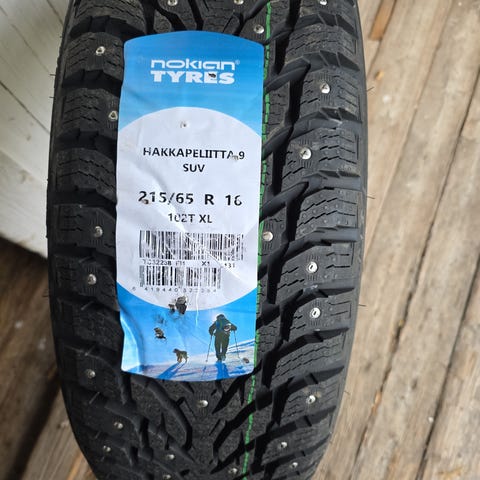 nokian
TYRES
HAKKAPELIITTA 9
SUV
215/65 R 16
102T XL